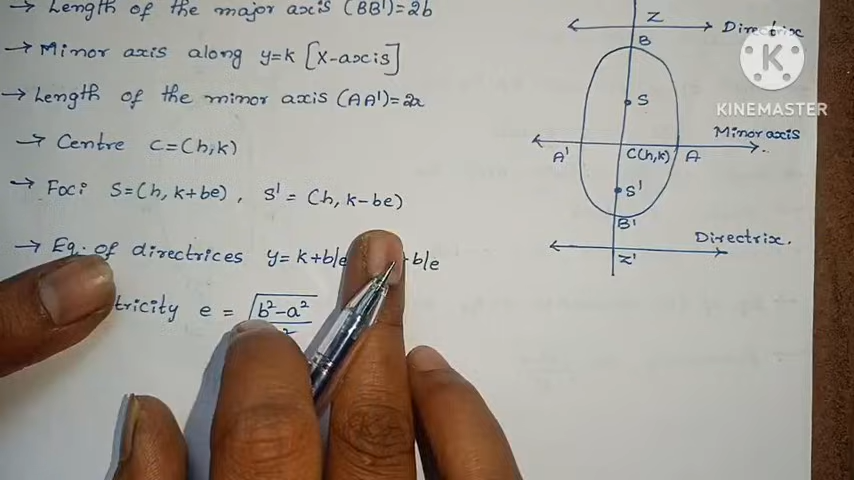 → Length of the major axis (BB')=2b
→ Minor axis along y=k [X-axis]
→ Length of the minor axis (AA')=2a
→ Centre C=(h,k)
→ Foci S=(h, k+be), S'=(h, k-be)
→ Eq. of directrices y=k+b/e b/e
tricity e = √b²-a²
Z Directrix
B
S
Minor axis
A' C(h,k) A
S'
B'
Directrix.
Z'
K
KINEMASTER